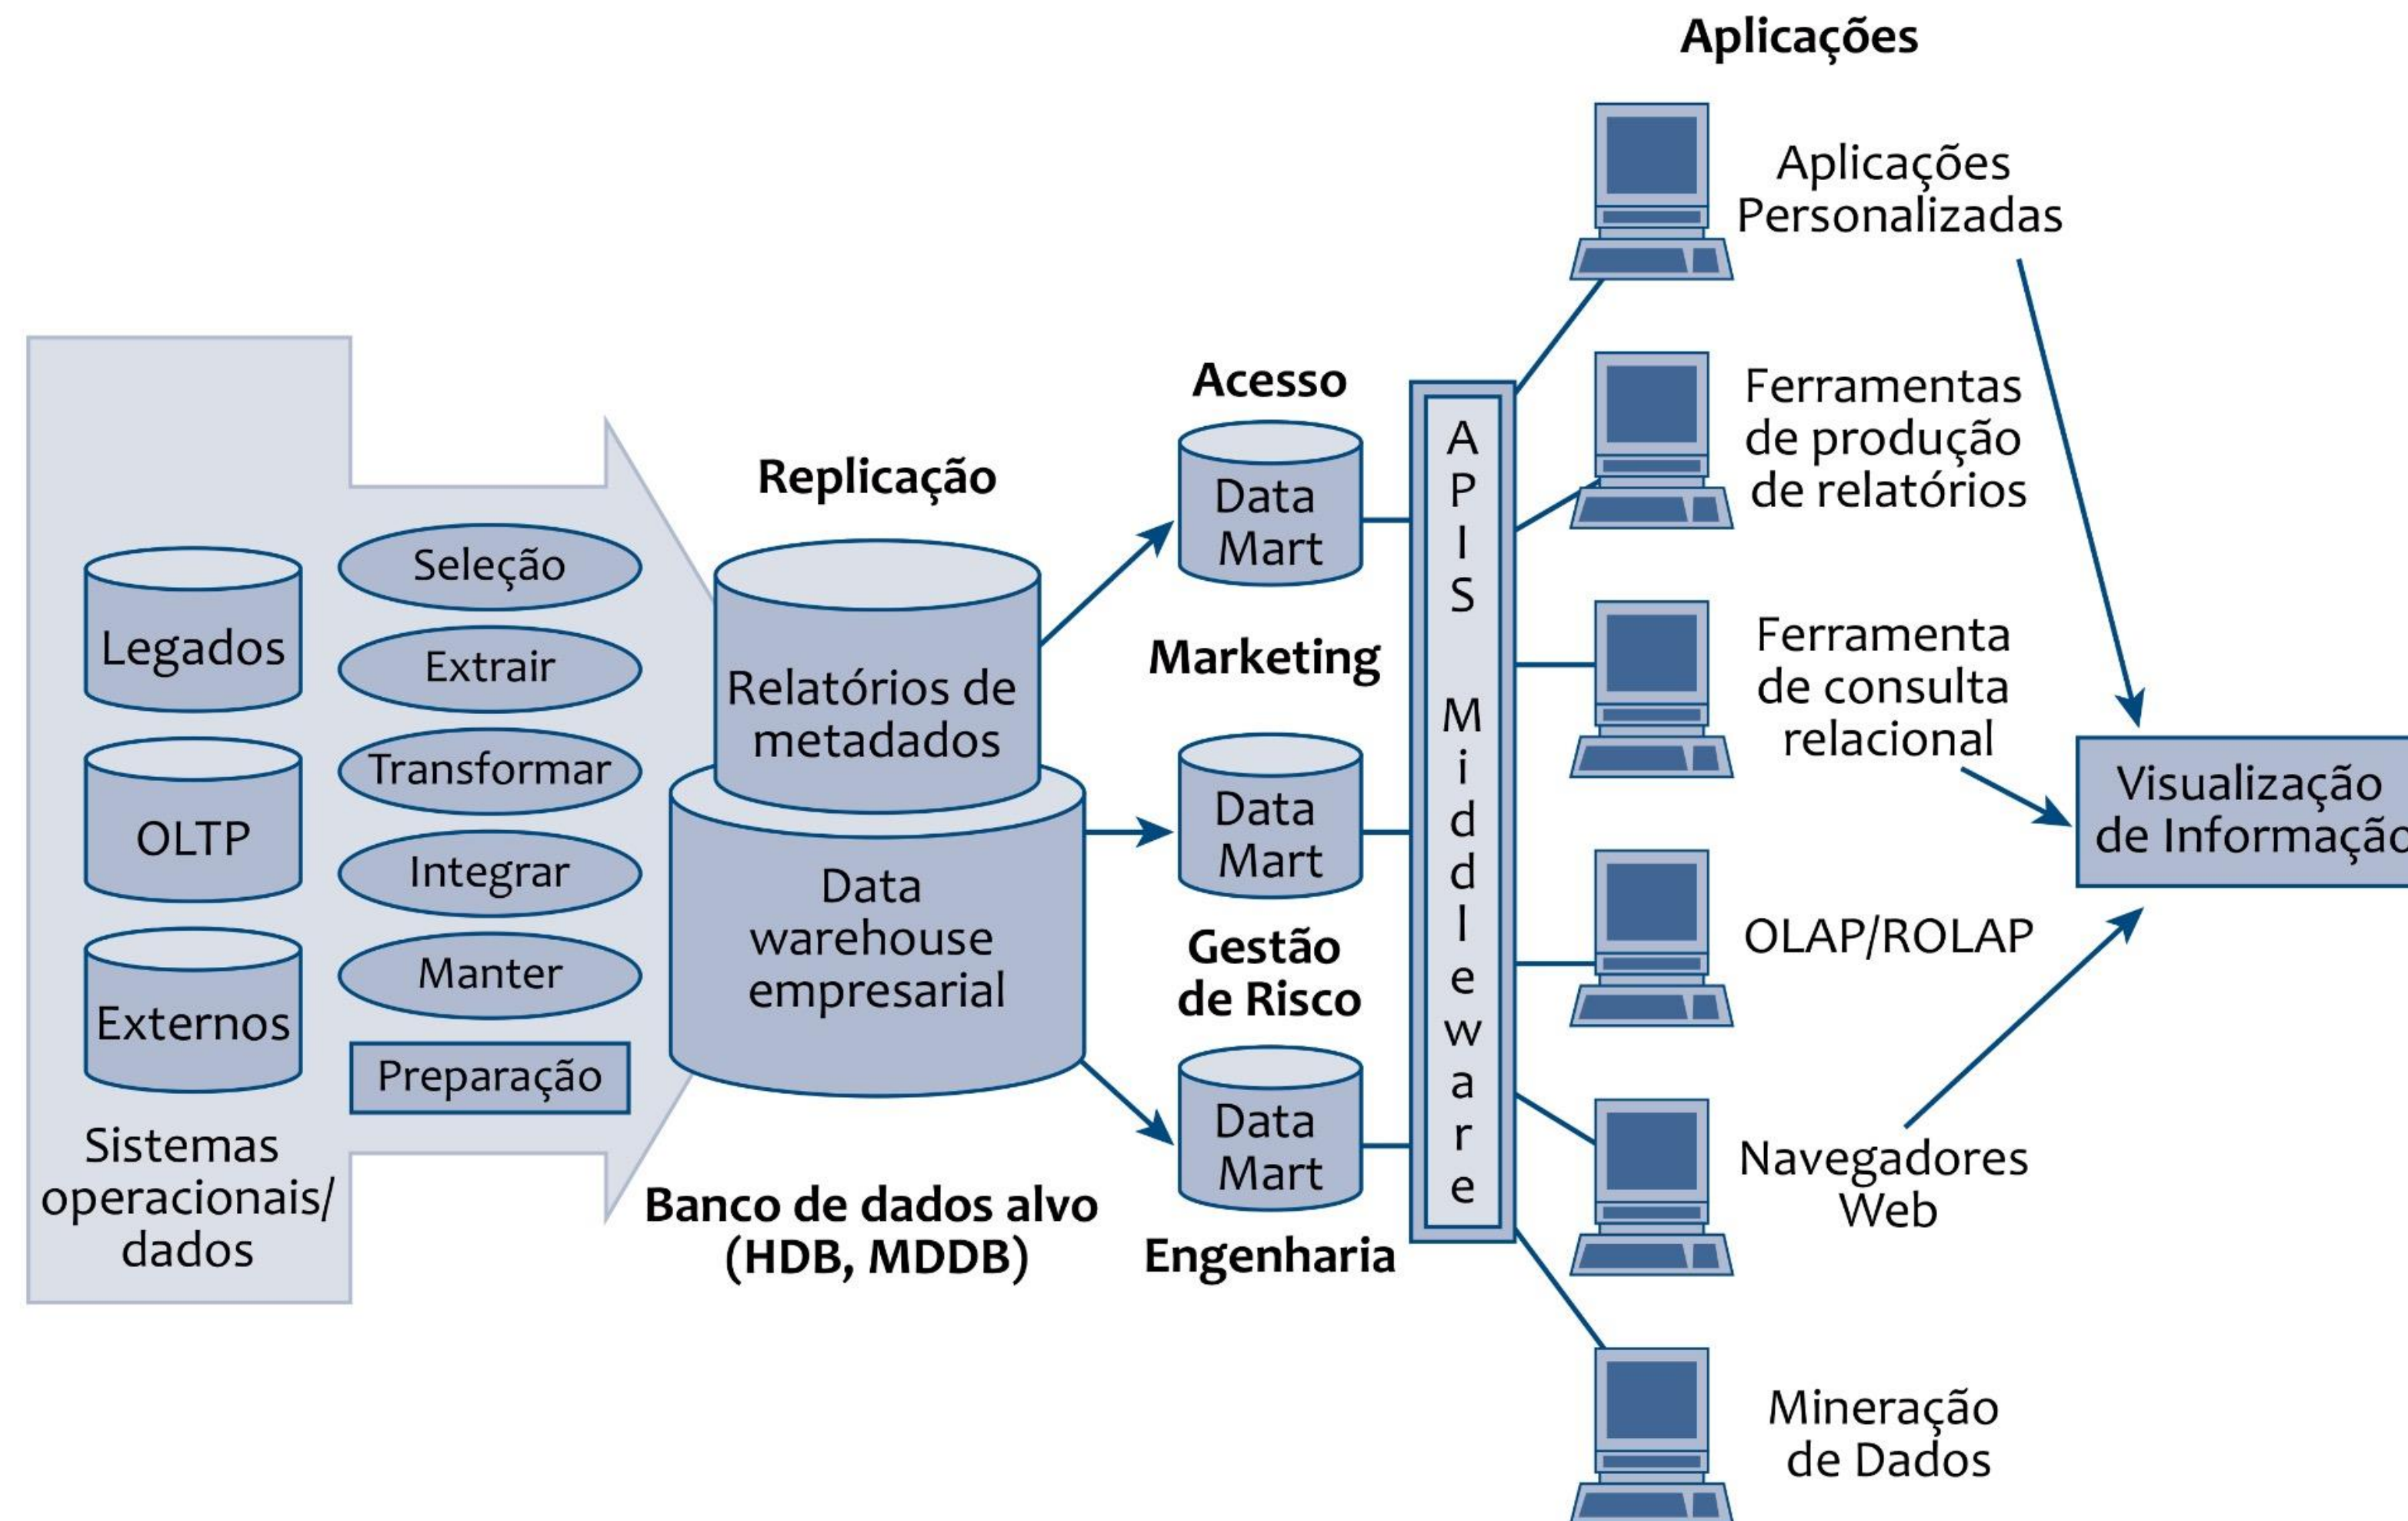 Aplicações
Aplicações
Personalizadas
Ferramentas
de produção
de relatórios
Ferramenta
de consulta
relacional
OLAP/ROLAP
Navegadores
Web
Mineração
de Dados
Visualização
de Informação
Legados
OLTP
Externos
Sistemas
operacionais/
dados
Seleção
Extrair
Transformar
Integrar
Manter
Preparação
Replicação
Relatórios de
metadados
Data
warehouse
empresarial
Banco de dados alvo
(HDB, MDDB)
Acesso
Data
Mart
Marketing
Data
Mart
Gestão
de Risco
Data
Mart
Engenharia
APIS Middleware